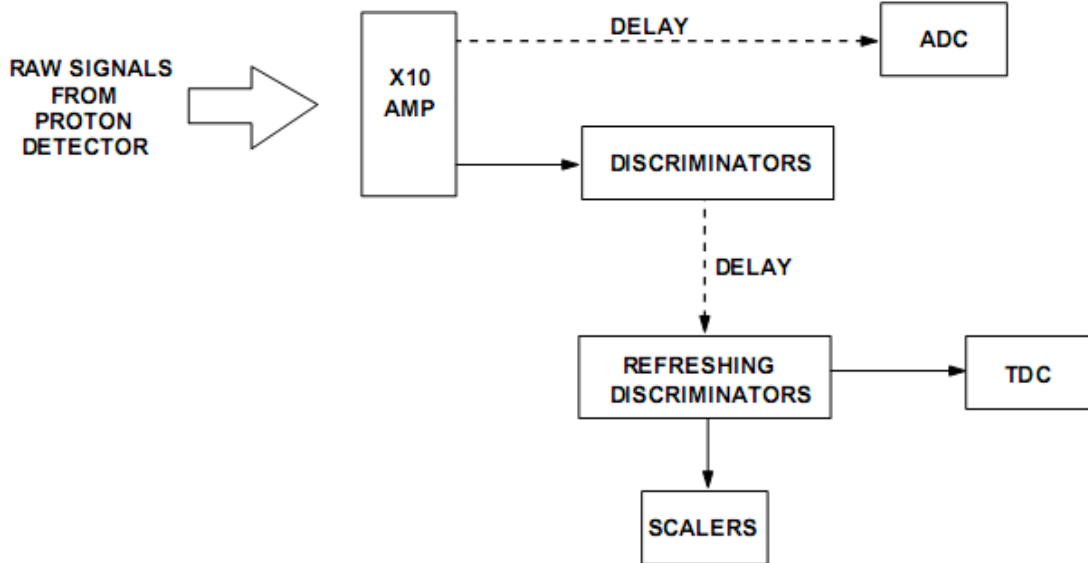 RAW SIGNALS
FROM
PROTON
DETECTOR
X10
AMP
DELAY
ADC
DISCRIMINATORS
DELAY
REFRESHING
DISCRIMINATORS
TDC
SCALERS